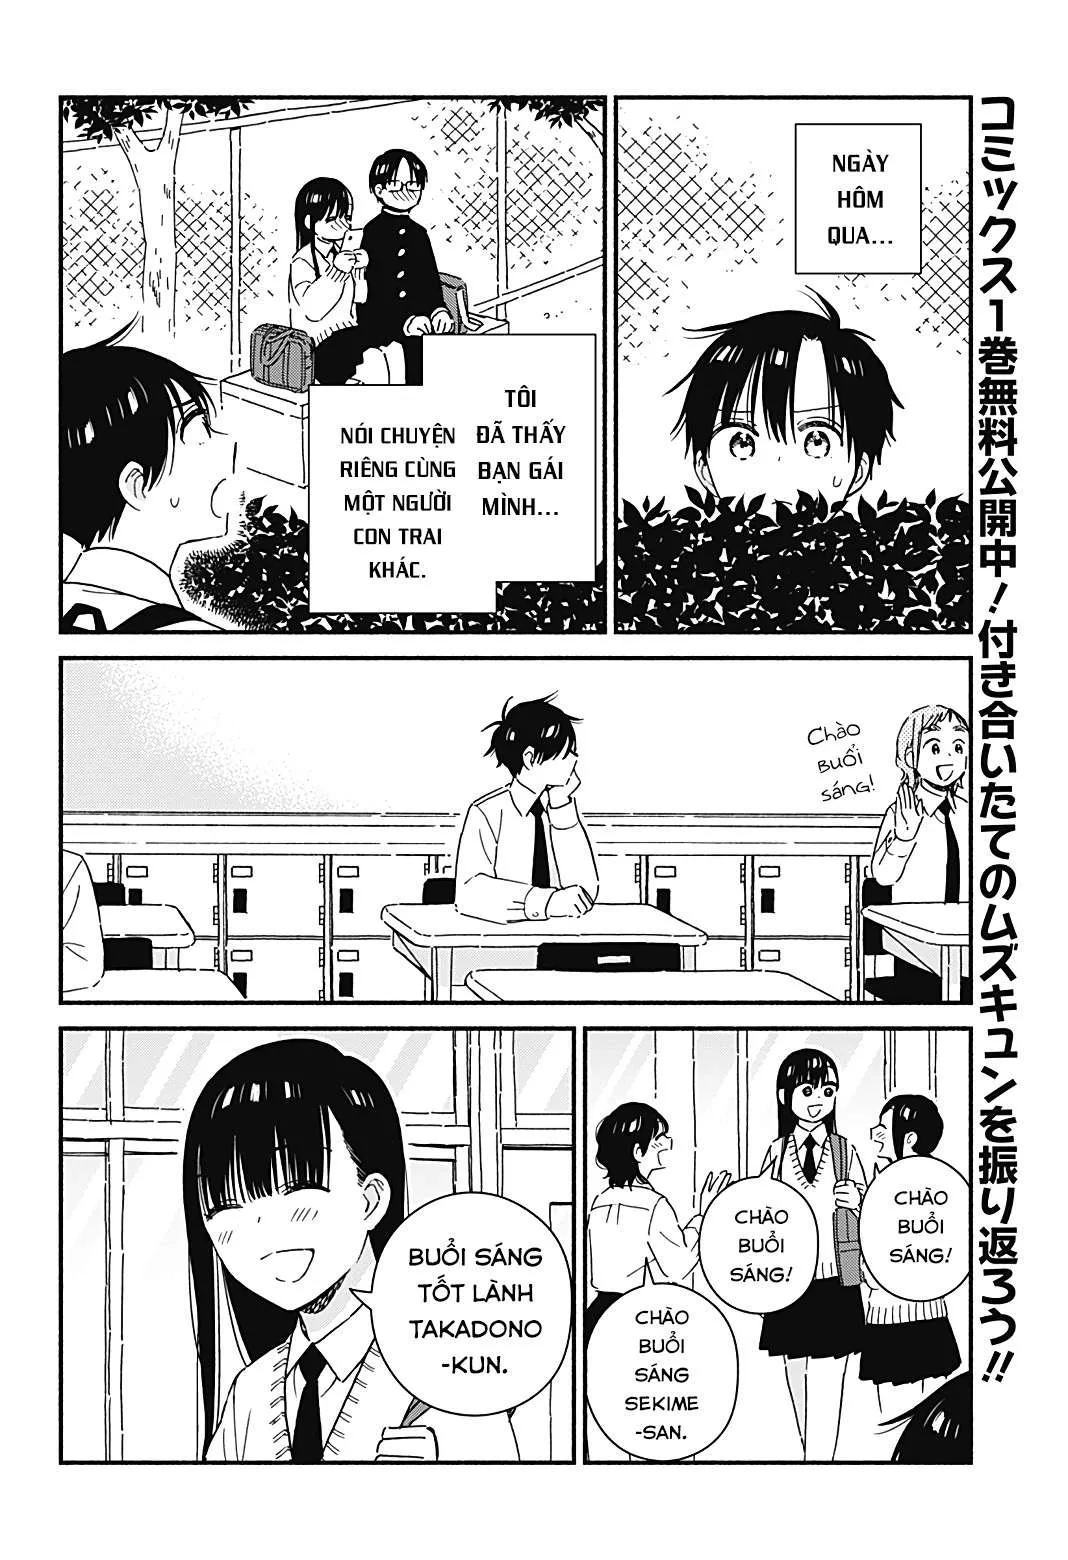 コミックス1巻無料公開中!付き合いたてのムズキュンを振り返ろう!!
NGÀY
HÔM
QUA...
TÔI
ĐÃ THẤY
BẠN GÁI
MÌNH...
NÓI CHUYỆN
RIÊNG CÙNG
MỘT NGƯỜI
CON TRAI
KHÁC.
Chào
buổi
sáng!
CHÀO
BUỔI
SÁNG!
CHÀO
BUỔI
SÁNG!
CHÀO
BUỔI
SÁNG
SEKIME
-SAN.
BUỔI SÁNG
TỐT LÀNH
TAKADONO
-KUN.